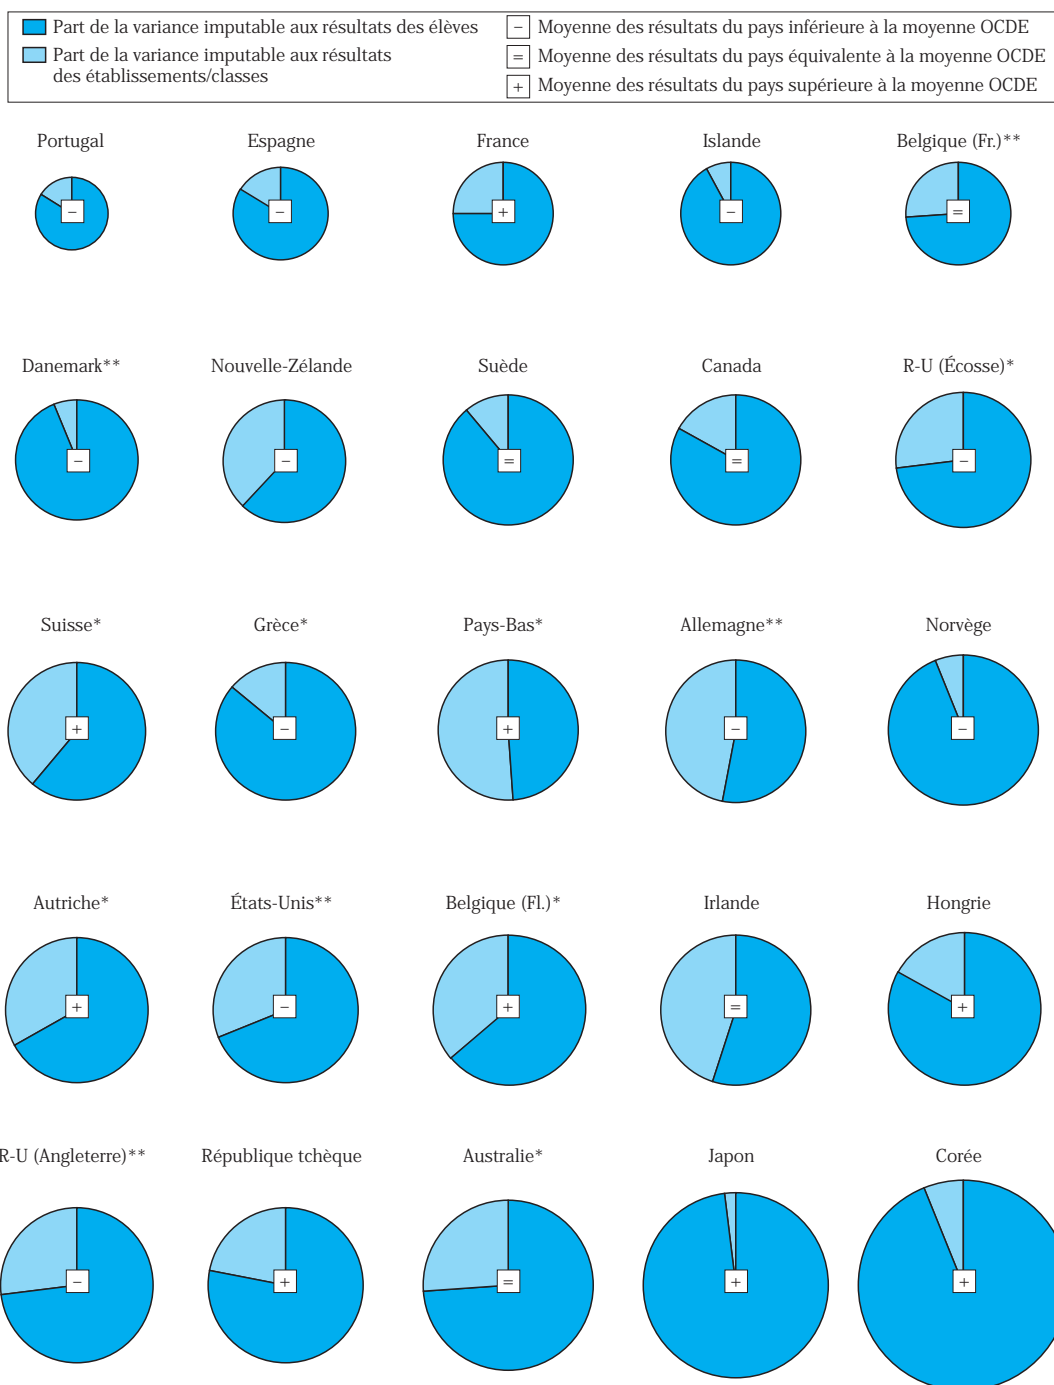 Part de la variance imputable aux résultats des élèves
Part de la variance imputable aux résultats
des établissements/classes
− Moyenne des résultats du pays inférieure à la moyenne OCDE
= Moyenne des résultats du pays équivalente à la moyenne OCDE
+ Moyenne des résultats du pays supérieure à la moyenne OCDE
Portugal Espagne France Islande Belgique (Fr.)**
− − + − =
Danemark** Nouvelle-Zélande Suède Canada R-U (Écosse)*
− − = = −
Suisse* Grèce* Pays-Bas* Allemagne** Norvège
+ − + − −
Autriche* États-Unis** Belgique (Fl.)* Irlande Hongrie
+ − + = +
R-U (Angleterre)** République tchèque Australie* Japon Corée
− + = + +